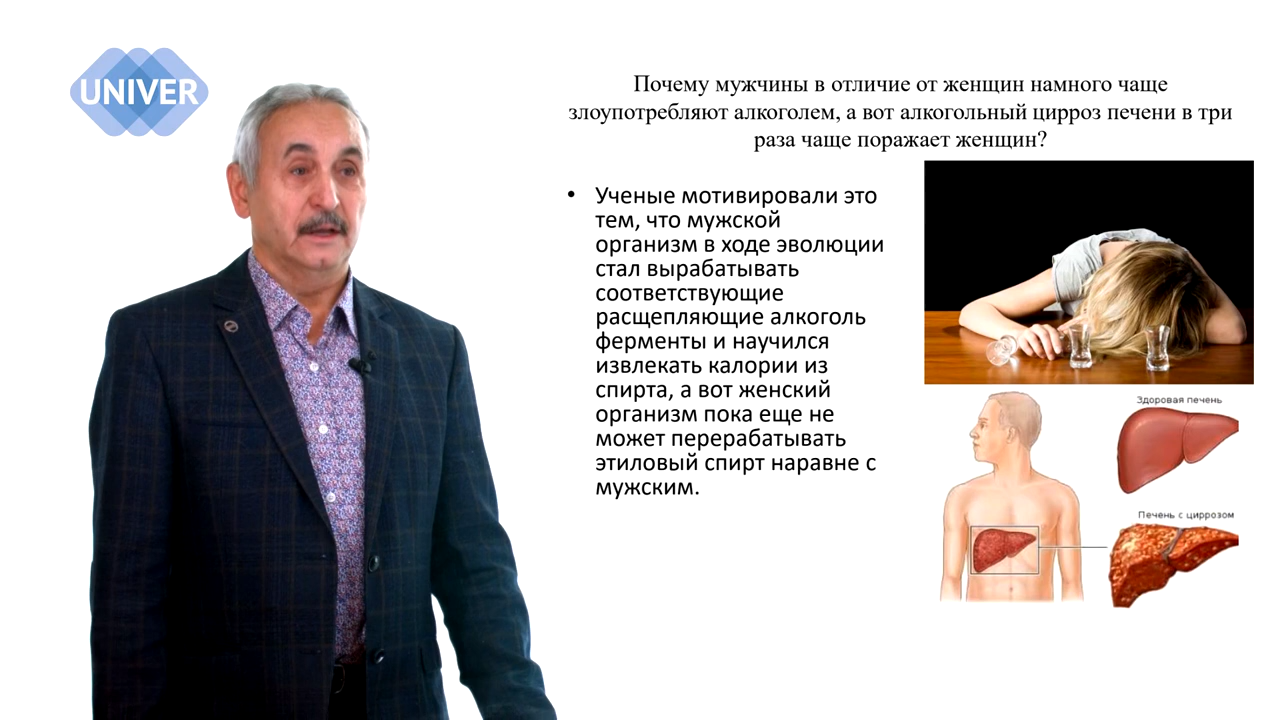 UNIVER
Почему мужчины в отличие от женщин намного чаще
злоупотребляют алкоголем, а вот алкогольный цирроз печени в три
раза чаще поражает женщин?
• Ученые мотивировали это
тем, что мужской
организм в ходе эволюции
стал вырабатывать
соответствующие
расщепляющие алкоголь
ферменты и научился
извлекать калории из
спирта, а вот женский
организм пока еще не
может перерабатывать
этиловый спирт наравне с
мужским.
Здоровая печень
Печень с циррозом